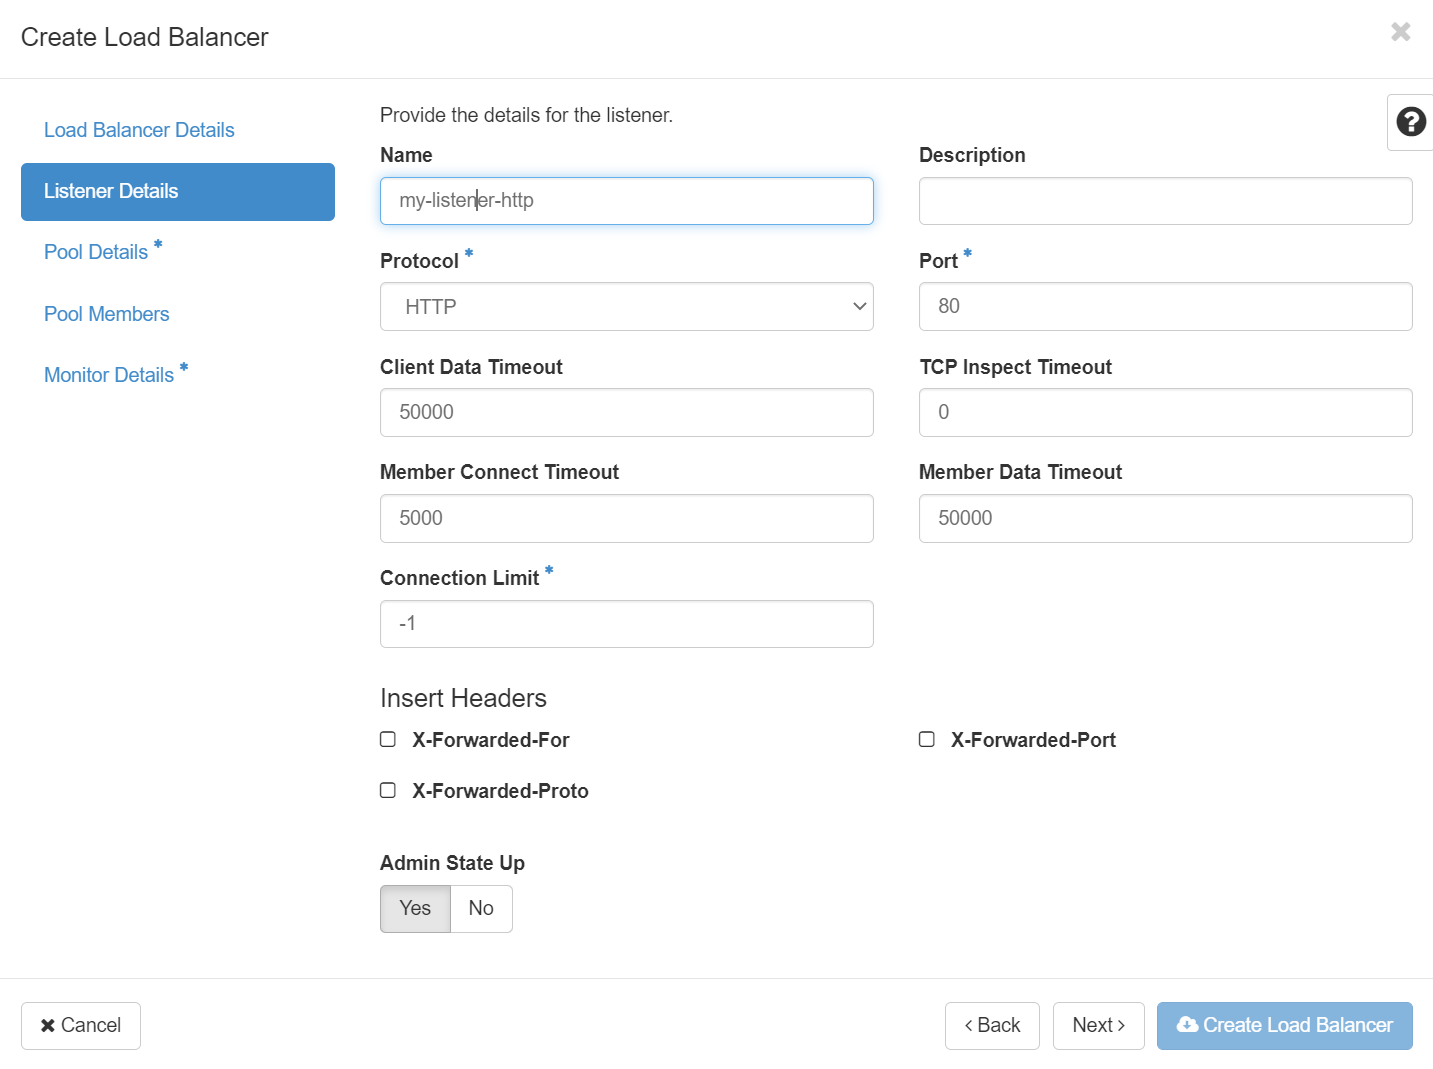 Create Load Balancer
Load Balancer Details
Listener Details
Pool Details *
Pool Members
Monitor Details *
Provide the details for the listener.
Name
my-listener-http
Description
Protocol *
HTTP
Port *
80
Client Data Timeout
50000
TCP Inspect Timeout
0
Member Connect Timeout
5000
Member Data Timeout
50000
Connection Limit *
-1
Insert Headers
X-Forwarded-For
X-Forwarded-Port
X-Forwarded-Proto
Admin State Up
Yes
No
Cancel
Back
Next
Create Load Balancer